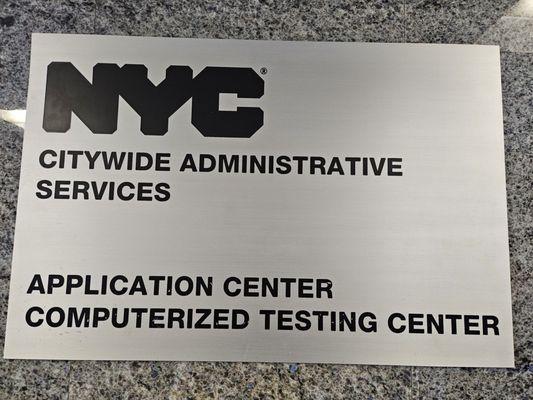 NYC®
CITYWIDE ADMINISTRATIVE
SERVICES
APPLICATION CENTER
COMPUTERIZED TESTING CENTER